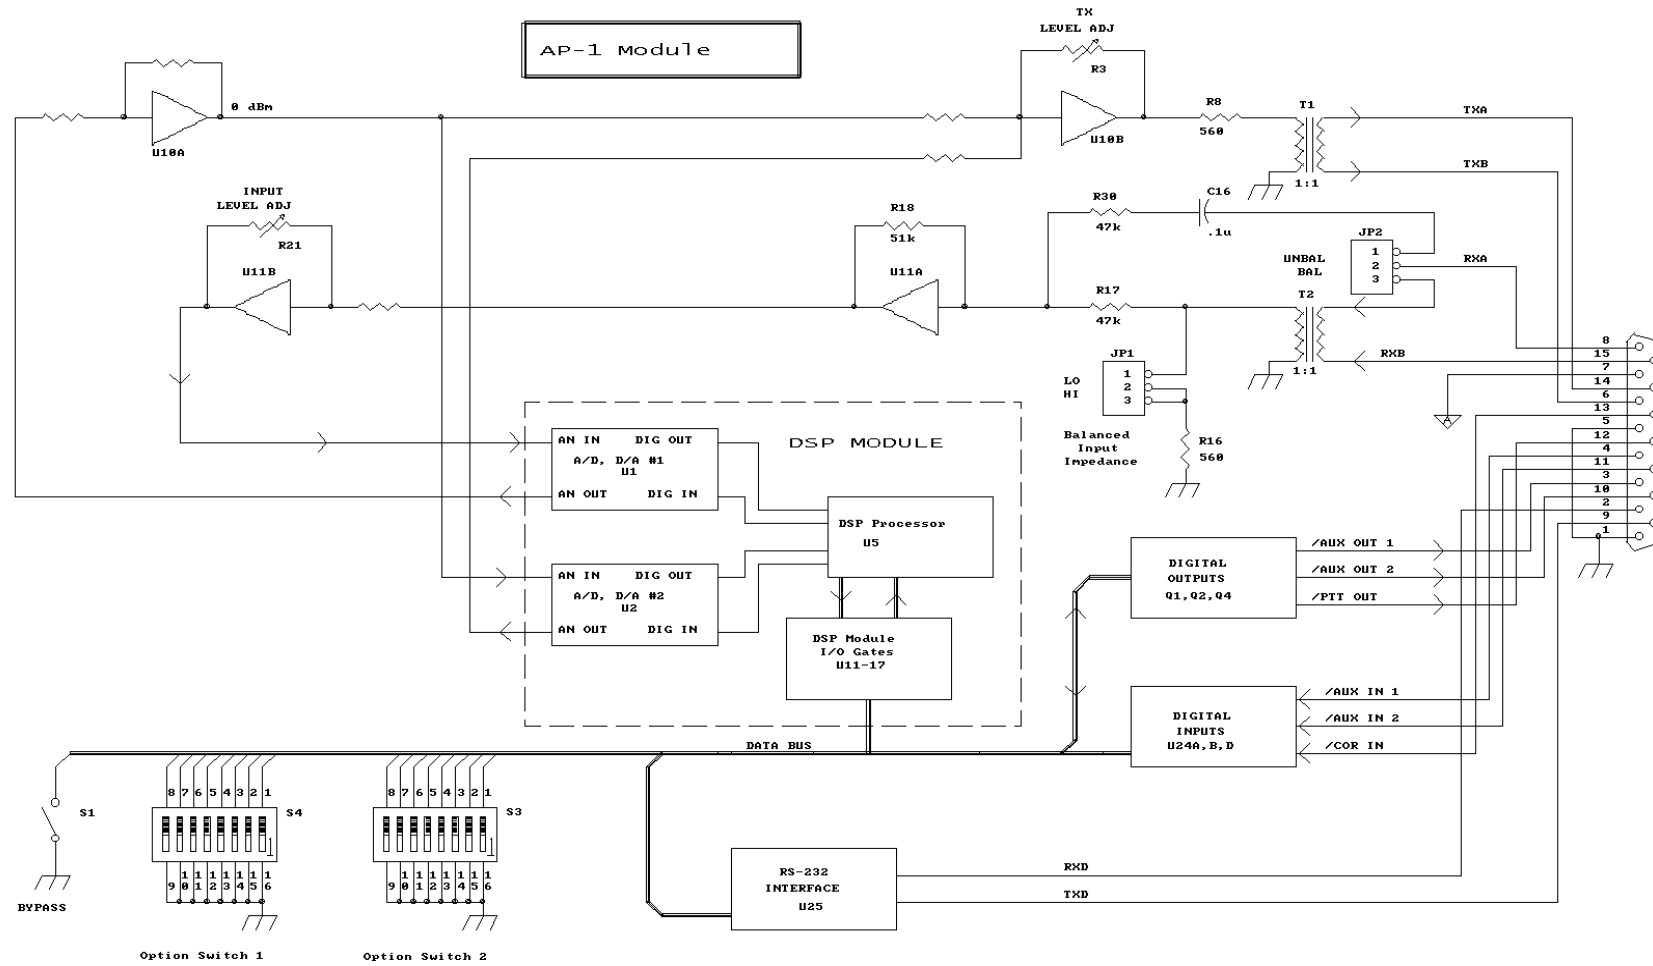 AP-1 Module
TX
LEVEL ADJ
R3
0 dBm
U10A
U10B
R8
560
T1
1:1
TXA
TXB
INPUT
LEVEL ADJ
R21
U11B
R18
51k
U11A
R30
47k
C16
.1u
JP2
1
2
3
UNBAL
BAL
RXA
R17
47k
T2
1:1
RXB
JP1
1
2
3
LO
HI
Balanced
Input
Impedance
R16
560
8
15
7
14
6
13
5
12
4
11
3
10
2
9
1
A
DSP MODULE
AN IN DIG OUT
A/D, D/A #1
U1
AN OUT DIG IN
DSP Processor
U5
AN IN DIG OUT
A/D, D/A #2
U2
AN OUT DIG IN
DSP Module
I/O Gates
U11-17
DIGITAL
OUTPUTS
Q1,Q2,Q4
/AUX OUT 1
/AUX OUT 2
/PTT OUT
DIGITAL
INPUTS
U24A,B,D
/AUX IN 1
/AUX IN 2
/COR IN
DATA BUS
S1
BYPASS
8 7 6 5 4 3 2 1
S4
1
9 10 11 12 13 14 15 16
Option Switch 1
8 7 6 5 4 3 2 1
S3
1
9 10 11 12 13 14 15 16
Option Switch 2
RS-232
INTERFACE
U25
RXD
TXD